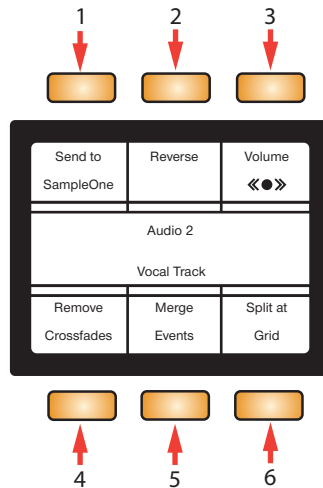 1 2 3
Send to Reverse Volume
SampleOne
Audio 2
Vocal Track
Remove Merge Split at
Crossfades Events Grid
4 5 6